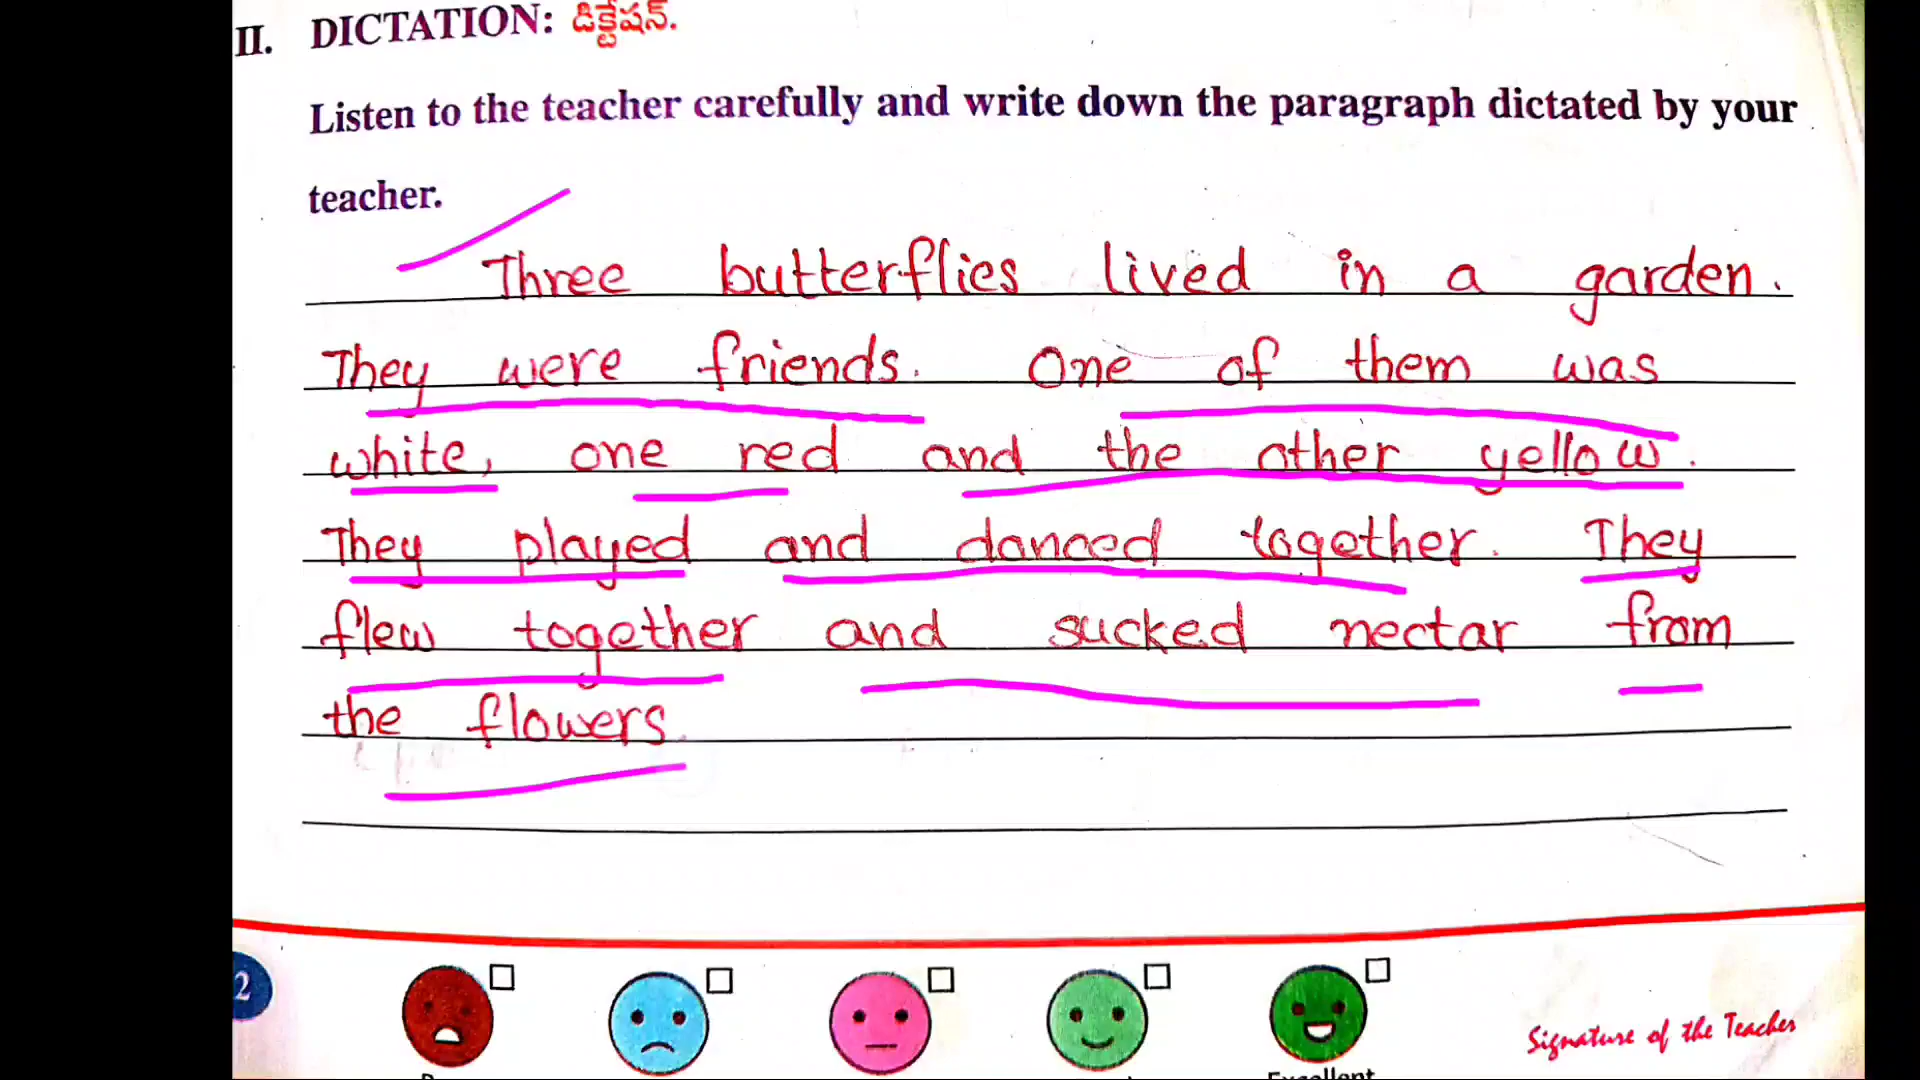 II. DICTATION: డిక్టేషన్.
Listen to the teacher carefully and write down the paragraph dictated by your
teacher.
Three butterflies lived in a garden.
They were friends. One of them was
white, one red and the other yellow.
They played and danced together. They
flew together and sucked nectar from
the flowers.
2
Signature of the Teacher
Excellent